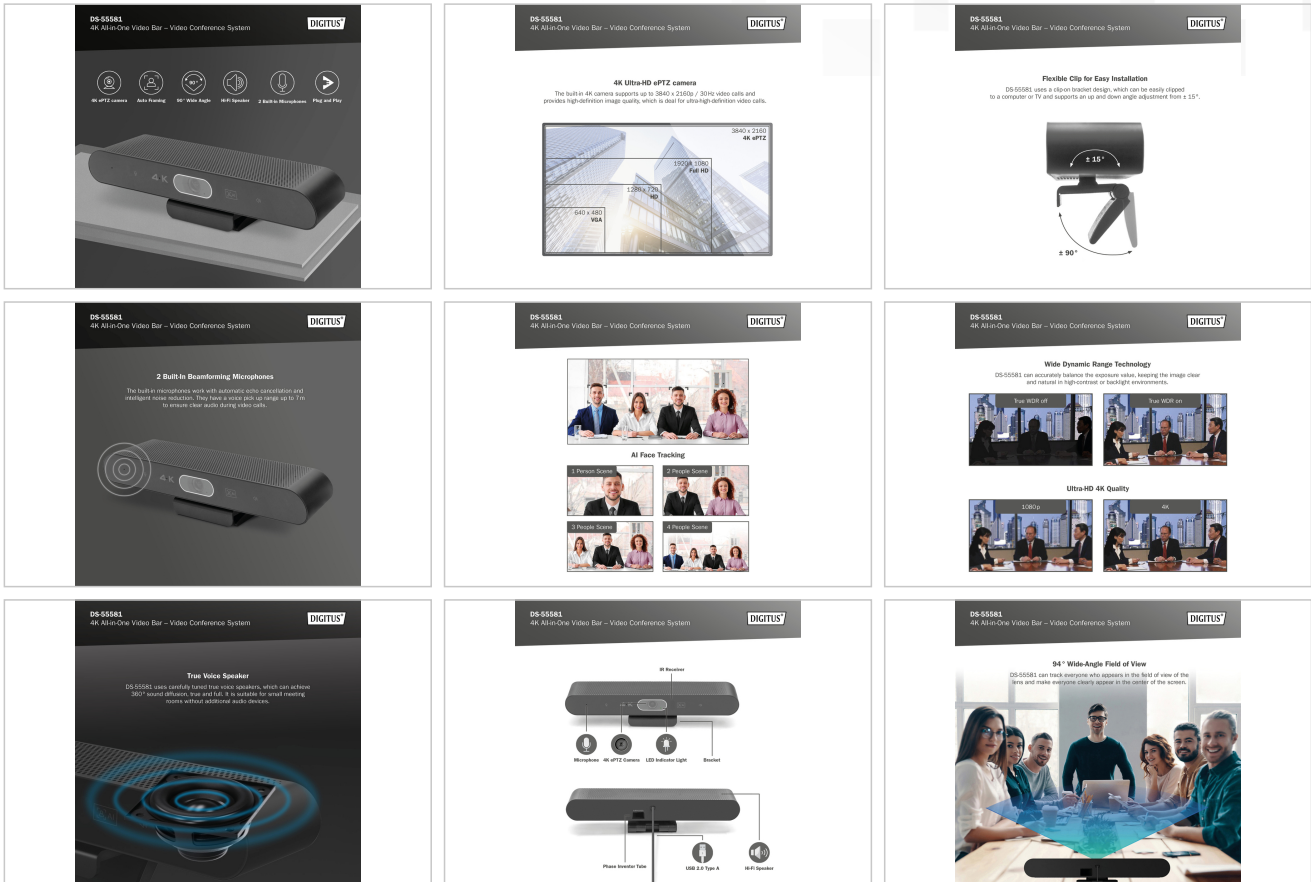 DS-55581
4K All-in-One Video Bar – Video Conference System
DIGITUS®
4K ePTZ camera
Auto Framing
90°
90° Wide Angle
Hi-Fi Speaker
2 Built-in Microphones
Plug and Play
4K
DS-55581
4K All-in-One Video Bar – Video Conference System
DIGITUS®
4K Ultra-HD ePTZ camera
The built-in 4K camera supports up to 3840 x 2160p / 30Hz video calls and
provides high-definition image quality, which is deal for ultra-high-definition video calls.
3840 x 2160
4K ePTZ
1920 x 1080
Full HD
1280 x 720
HD
640 x 480
VGA
DS-55581
4K All-in-One Video Bar – Video Conference System
DIGITUS®
Flexible Clip for Easy Installation
DS-55581 uses a clip-on bracket design, which can be easily clipped
to a computer or TV and supports an up and down angle adjustment from ± 15°.
± 15°
± 90°
DS-55581
4K All-in-One Video Bar – Video Conference System
DIGITUS®
2 Built-In Beamforming Microphones
The built-in microphones work with automatic echo cancellation and
intelligent noise reduction. They have a voice pick up range up to 7m
to ensure clear audio during video calls.
4K
DS-55581
4K All-in-One Video Bar – Video Conference System
DIGITUS®
AI Face Tracking
1 Person Scene
2 People Scene
3 People Scene
4 People Scene
DS-55581
4K All-in-One Video Bar – Video Conference System
DIGITUS®
Wide Dynamic Range Technology
DS-55581 can accurately balance the exposure value, keeping the image clear
and natural in high-contrast or backlight environments.
True WDR off
True WDR on
Ultra-HD 4K Quality
1080p
4K
DS-55581
4K All-in-One Video Bar – Video Conference System
DIGITUS®
True Voice Speaker
DS-55581 uses carefully tuned true voice speakers, which can achieve
360° sound diffusion, true and full. It is suitable for small meeting
rooms without additional audio devices.
DS-55581
4K All-in-One Video Bar – Video Conference System
DIGITUS®
IR Receiver
Microphone
4K ePTZ Camera
LED Indicator Light
Bracket
Phase Inventor Tube
USB 2.0 Type A
Hi-Fi Speaker
DS-55581
4K All-in-One Video Bar – Video Conference System
DIGITUS®
94° Wide-Angle Field of View
DS-55581 can track everyone who appears in the field of view of the
lens and make everyone clearly appear in the center of the screen.